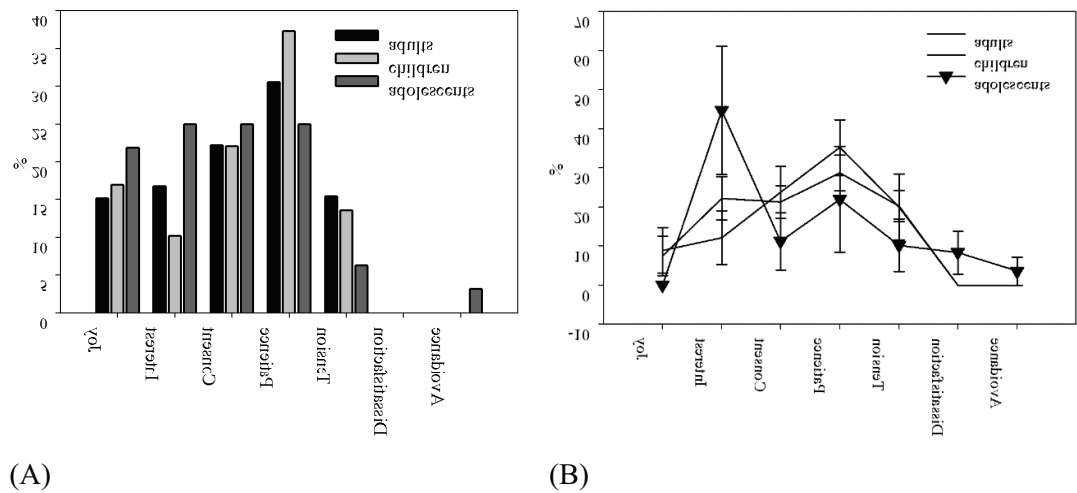 40
35
30
25
20
15
10
5
0
%
adults
children
adolescents
Joy
Interest
Consent
Patience
Tension
Dissatisfaction
Avoidance
(A)
70
60
50
40
30
20
10
0
-10
%
adults
children
adolescents
Joy
Interest
Consent
Patience
Tension
Dissatisfaction
Avoidance
(B)